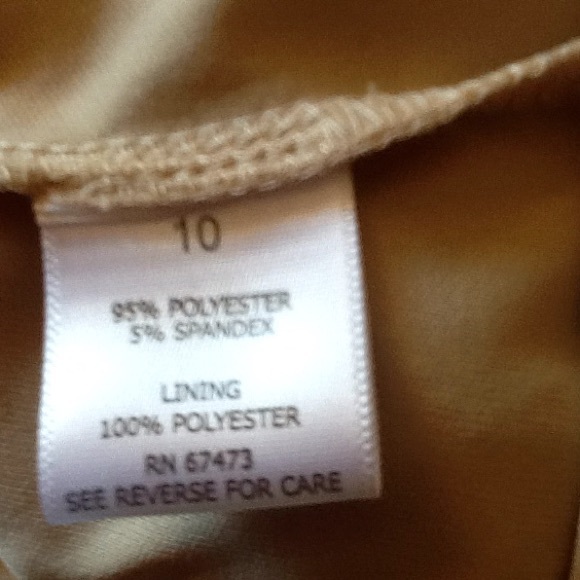 10
95% POLYESTER
5% SPANDEX
LINING
100% POLYESTER
RN 67473
SEE REVERSE FOR CARE